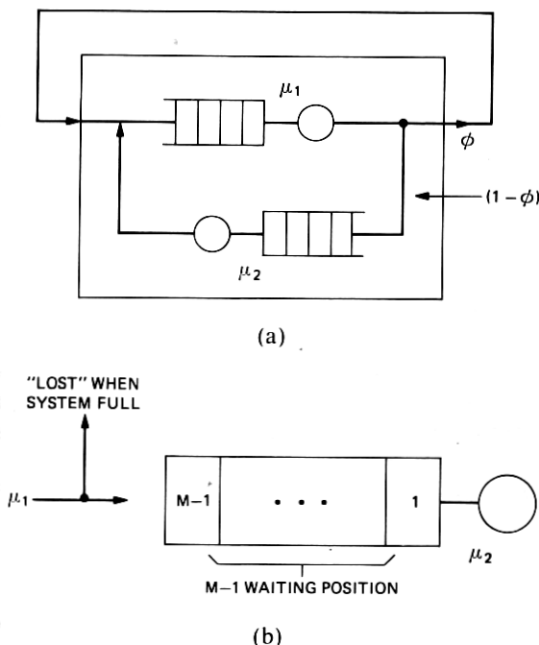 μ₁
ϕ
(1 − ϕ)
μ₂
(a)
"LOST" WHEN
SYSTEM FULL
μ₁
M−1 • • • 1
μ₂
M−1 WAITING POSITION
(b)